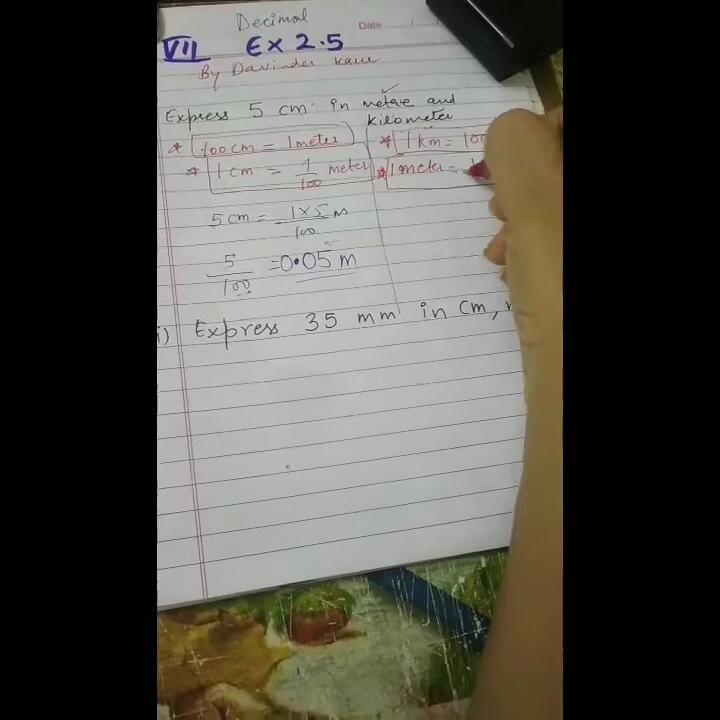 Decimal
Date
VII Ex 2.5
By Davinder Kaur
Express 5 cm in metre and
kilometer
* 100 cm = 1 meter
* 1 cm = 1/100 meter
5 cm = 1 × 5/100 m
5/100 = 0.05 m
* 1 km = 100
* 1 meter =
) Express 35 mm in cm,